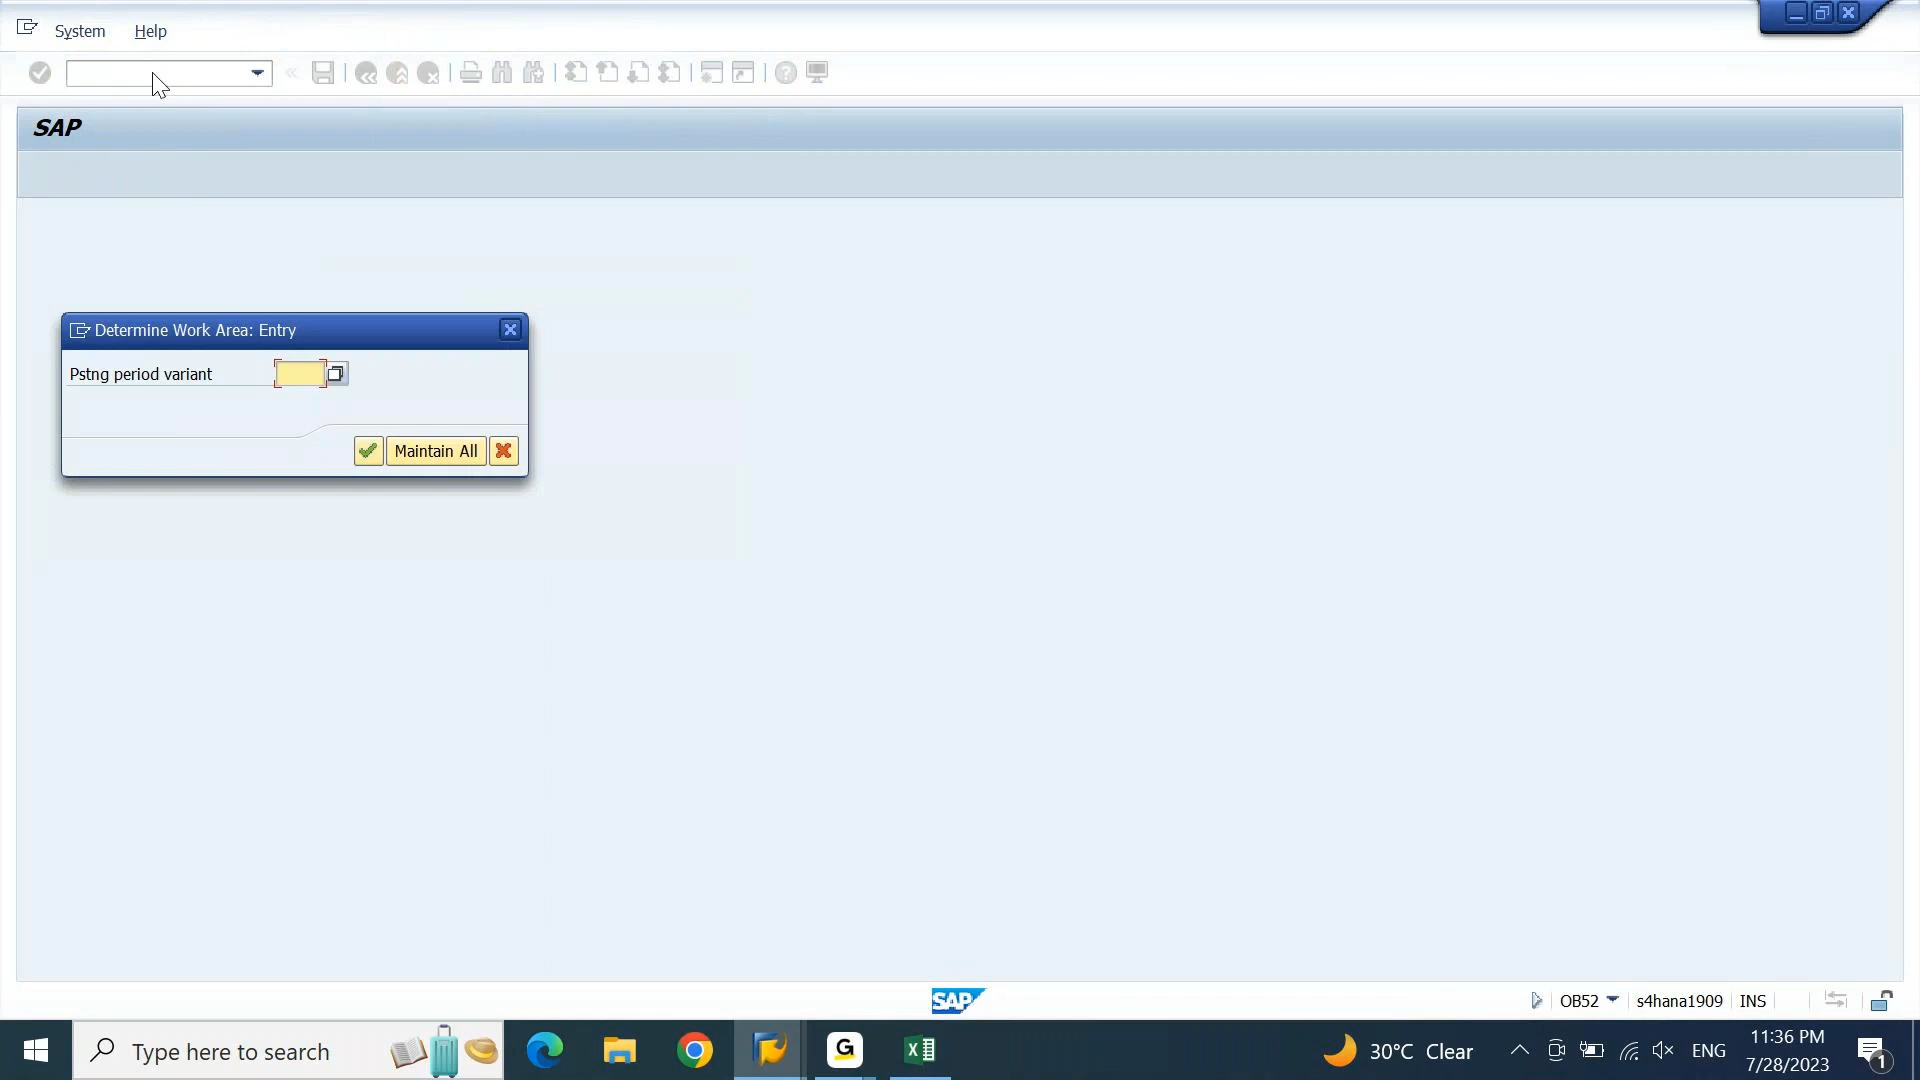 System Help
SAP
Determine Work Area: Entry
Pstng period variant
Maintain All
SAP
OB52 s4hana1909 INS
Type here to search
G
30°C Clear
ENG
11:36 PM
7/28/2023
1